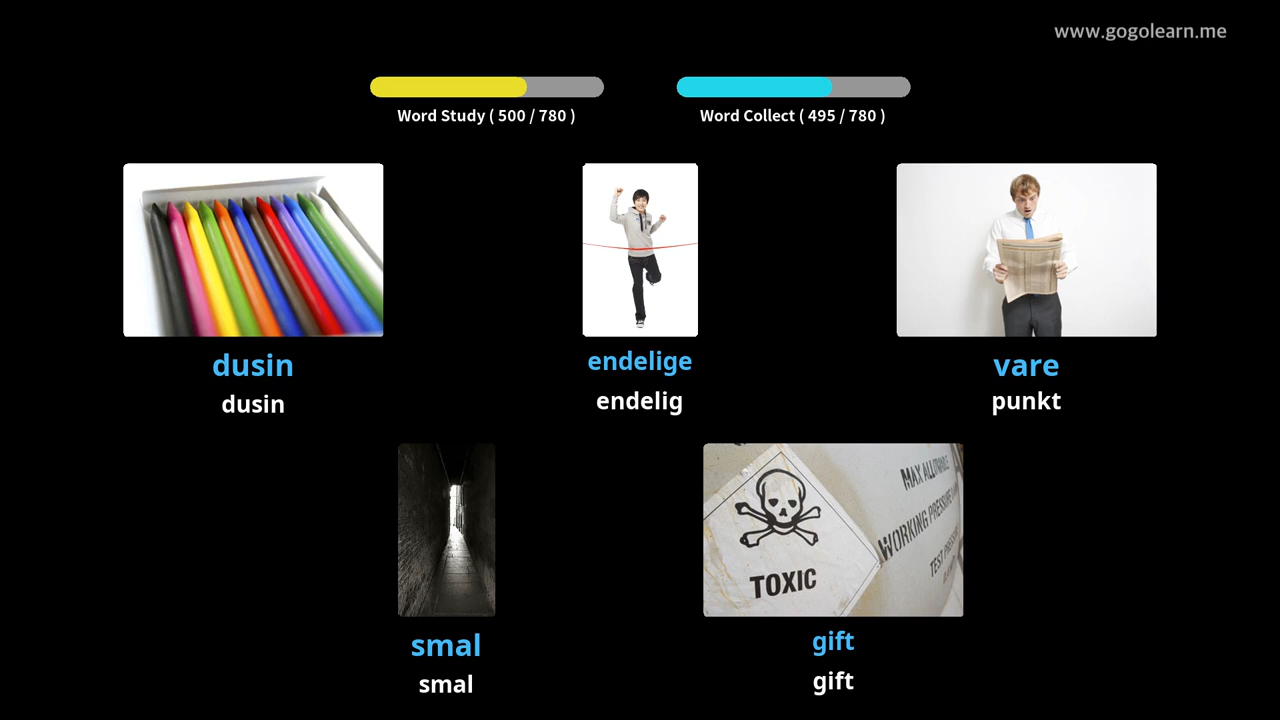 www.gogolearn.me
Word Study ( 500 / 780 )
Word Collect ( 495 / 780 )
dusin
dusin
endelige
endelig
vare
punkt
TOXIC
MAX ALLOWABLE
WORKING PRESSURE
TEST PRESSURE
smal
smal
gift
gift